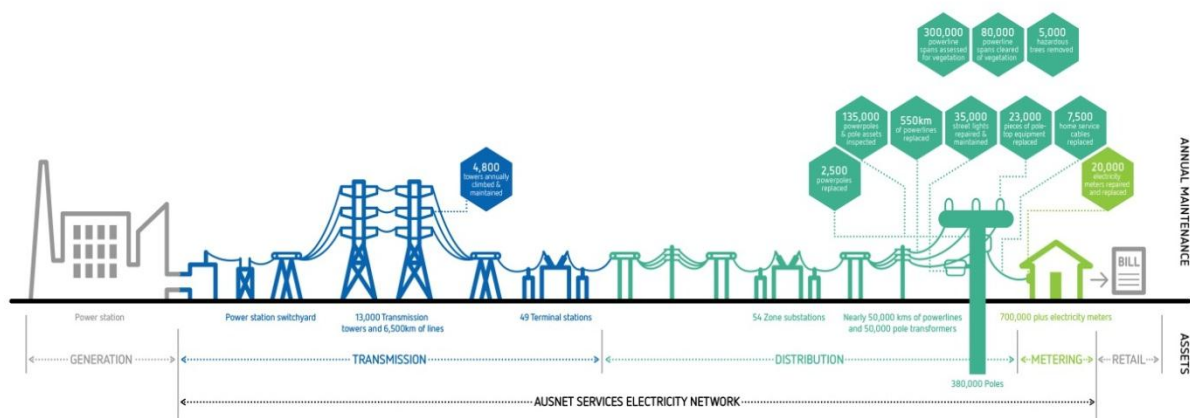 300,000
powerline
spans assessed
for vegetation
80,000
powerline
spans cleared
of vegetation
5,000
hazardous
trees removed
135,000
powerpoles
& pole assets
inspected
550km
of powerlines
replaced
35,000
street lights
repaired &
maintained
23,000
pieces of pole-
top equipment
replaced
7,500
home service
cables
replaced
2,500
powerpoles
replaced
20,000
electricity
meters repaired
and replaced
4,800
towers annually
climbed &
maintained
ANNUAL MAINTENANCE
BILL
Power station
Power station switchyard
13,000 Transmission
towers and 6,500km of lines
49 Terminal stations
54 Zone substations
Nearly 50,000 kms of powerlines
and 50,000 pole transformers
700,000 plus electricity meters
ASSETS
GENERATION
TRANSMISSION
DISTRIBUTION
METERING
RETAIL
380,000 Poles
AUSNET SERVICES ELECTRICITY NETWORK